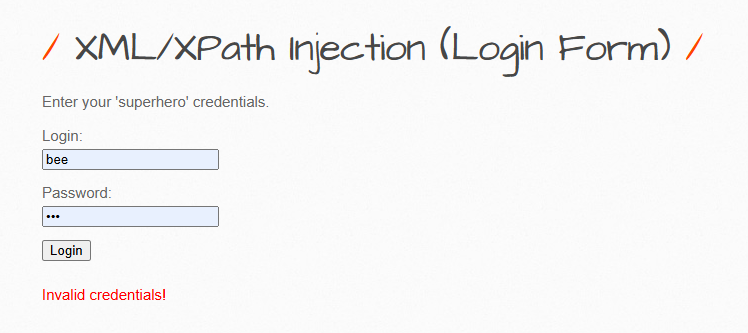 / XML/XPath Injection (Login Form) /
Enter your 'superhero' credentials.
Login:
bee
Password:
•••
Login
Invalid credentials!